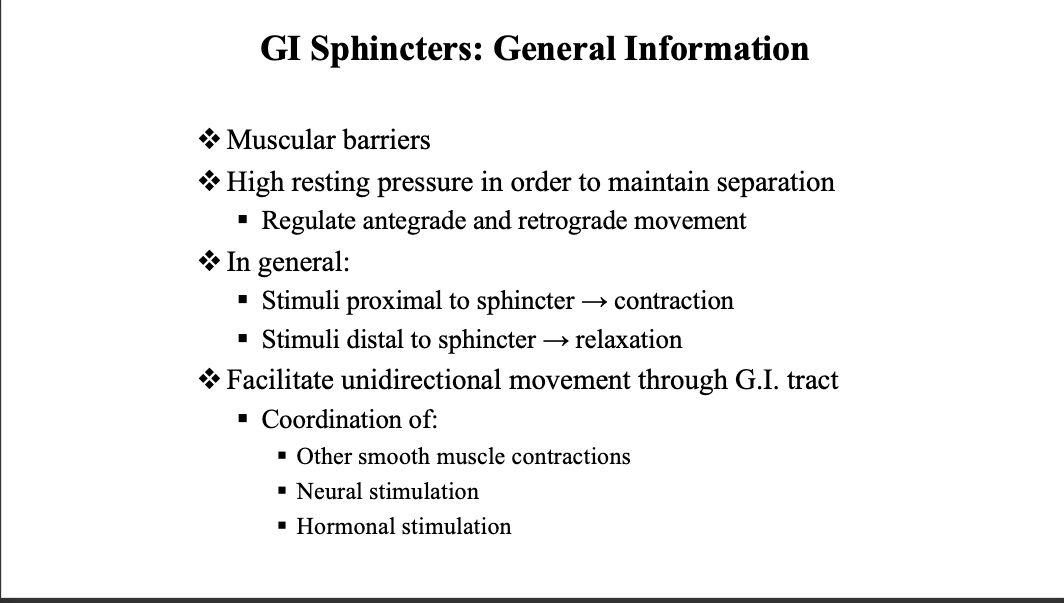 GI Sphincters: General Information
❖ Muscular barriers
❖ High resting pressure in order to maintain separation
▪ Regulate antegrade and retrograde movement
❖ In general:
▪ Stimuli proximal to sphincter → contraction
▪ Stimuli distal to sphincter → relaxation
❖ Facilitate unidirectional movement through G.I. tract
▪ Coordination of:
▪ Other smooth muscle contractions
▪ Neural stimulation
▪ Hormonal stimulation